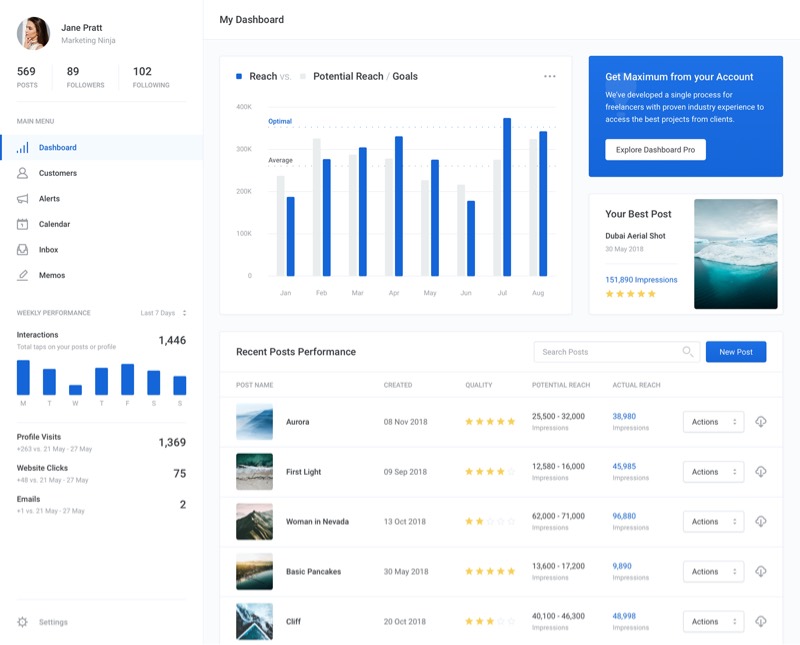 Jane Pratt
Marketing Ninja
569
POSTS
89
FOLLOWERS
102
FOLLOWING
MAIN MENU
Dashboard
Customers
Alerts
Calendar
Inbox
Memos
WEEKLY PERFORMANCE
Last 7 Days
Interactions
Total taps on your posts or profile
1,446
M T W T F S S
Profile Visits
+263 vs. 21 May - 27 May
1,369
Website Clicks
+48 vs. 21 May - 27 May
75
Emails
+1 vs. 21 May - 27 May
2
Settings
My Dashboard
Reach vs. Potential Reach / Goals
400K
Optimal
300K
Average
200K
100K
0
Jan Feb Mar Apr May Jun Jul Aug
Get Maximum from your Account
We've developed a single process for
freelancers with proven industry experience to
access the best projects from clients.
Explore Dashboard Pro
Your Best Post
Dubai Aerial Shot
30 May 2018
151,890 Impressions
Recent Posts Performance
Search Posts
New Post
POST NAME CREATED QUALITY POTENTIAL REACH ACTUAL REACH
Aurora 08 Nov 2018 25,500 - 32,000 38,980 Actions
Impressions Impressions
First Light 09 Sep 2018 12,580 - 16,000 45,985 Actions
Impressions Impressions
Woman in Nevada 13 Oct 2018 62,000 - 71,000 96,880 Actions
Impressions Impressions
Basic Pancakes 30 May 2018 13,600 - 17,200 9,890 Actions
Impressions Impressions
Cliff 20 Oct 2018 40,100 - 46,300 48,998 Actions
Impressions Impressions